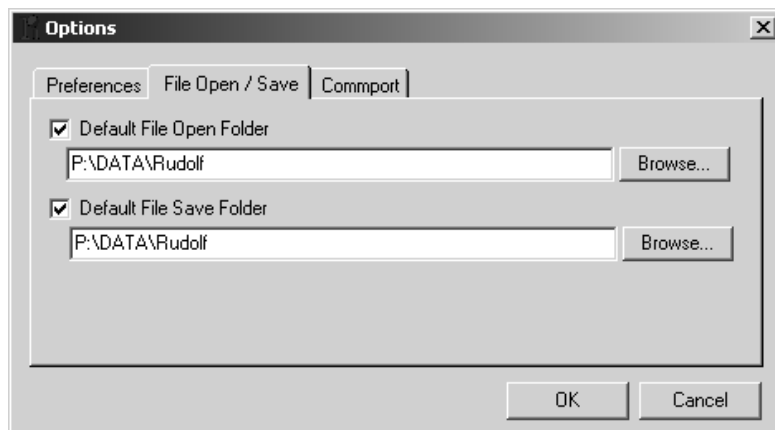 Options
Preferences File Open / Save Commport
Default File Open Folder
P:\DATA\Rudolf Browse...
Default File Save Folder
P:\DATA\Rudolf Browse...
OK Cancel